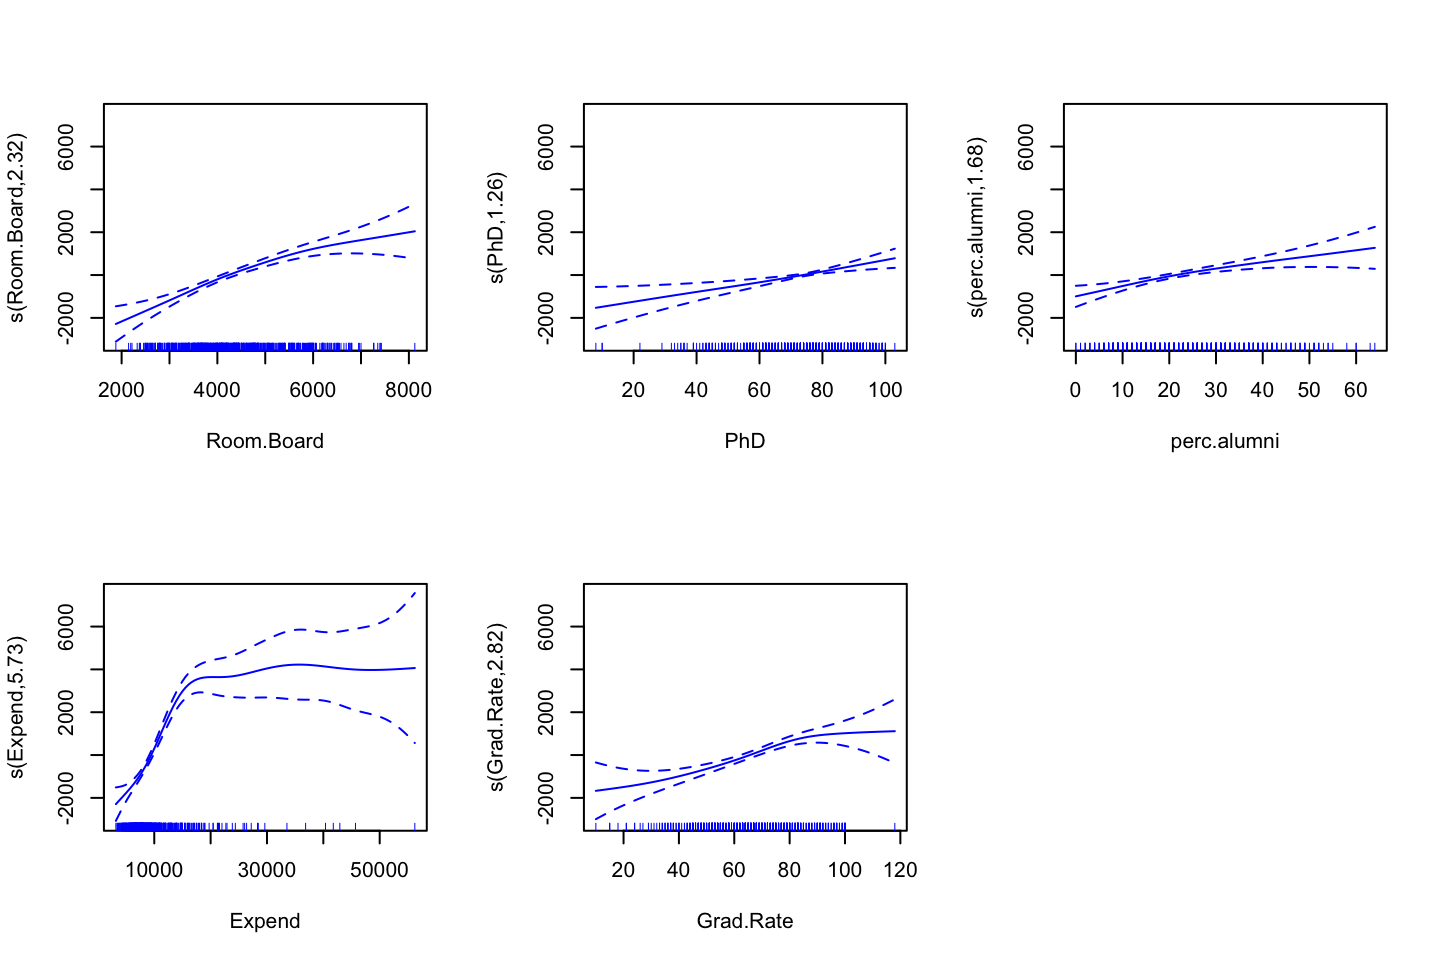 s(Room.Board,2.32)
6000
2000
-2000
2000 4000 6000 8000
Room.Board
s(PhD,1.26)
6000
2000
-2000
20 40 60 80 100
PhD
s(perc.alumni,1.68)
6000
2000
-2000
0 10 20 30 40 50 60
perc.alumni
s(Expend,5.73)
6000
2000
-2000
10000 30000 50000
Expend
s(Grad.Rate,2.82)
6000
2000
-2000
20 40 60 80 100 120
Grad.Rate